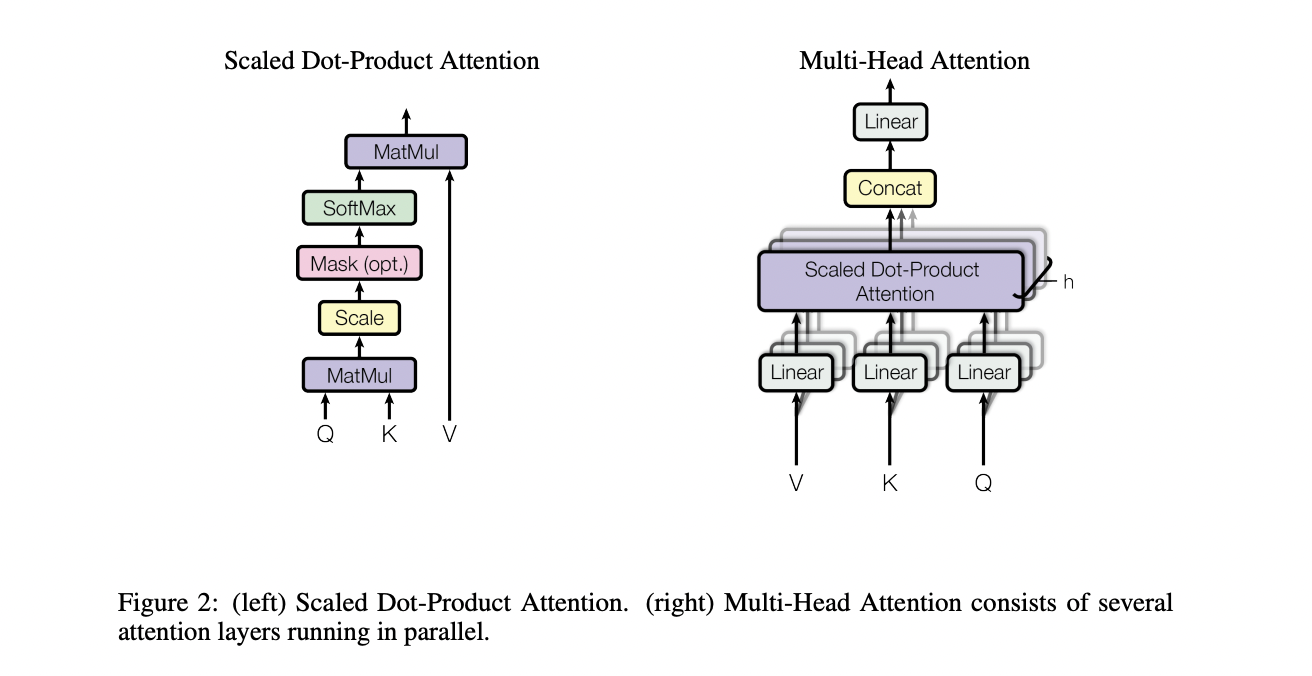 Scaled Dot-Product Attention
MatMul
SoftMax
Mask (opt.)
Scale
MatMul
Q K V
Multi-Head Attention
Linear
Concat
Scaled Dot-Product
Attention
h
Linear Linear Linear
V K Q
Figure 2: (left) Scaled Dot-Product Attention. (right) Multi-Head Attention consists of several
attention layers running in parallel.